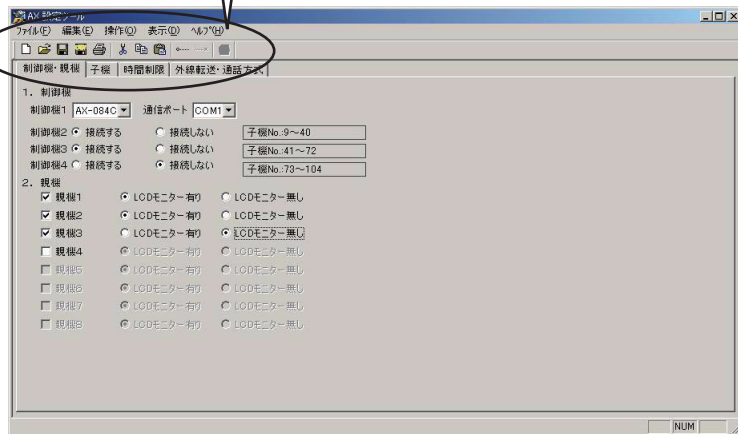 AX 設定ツール
ファイル(F) 編集(E) 操作(O) 表示(D) ヘルプ(H)
制御機・親機 子機 時間制限 外線転送・通話方式
1. 制御機
制御機1 AX-084C 通信ポート COM1
制御機2 接続する 接続しない 子機No.:9～40
制御機3 接続する 接続しない 子機No.:41～72
制御機4 接続する 接続しない 子機No.:73～104
2. 親機
親機1 LCDモニター有り LCDモニター無し
親機2 LCDモニター有り LCDモニター無し
親機3 LCDモニター有り LCDモニター無し
親機4 LCDモニター有り LCDモニター無し
親機5 LCDモニター有り LCDモニター無し
親機6 LCDモニター有り LCDモニター無し
親機7 LCDモニター有り LCDモニター無し
親機8 LCDモニター有り LCDモニター無し
NUM